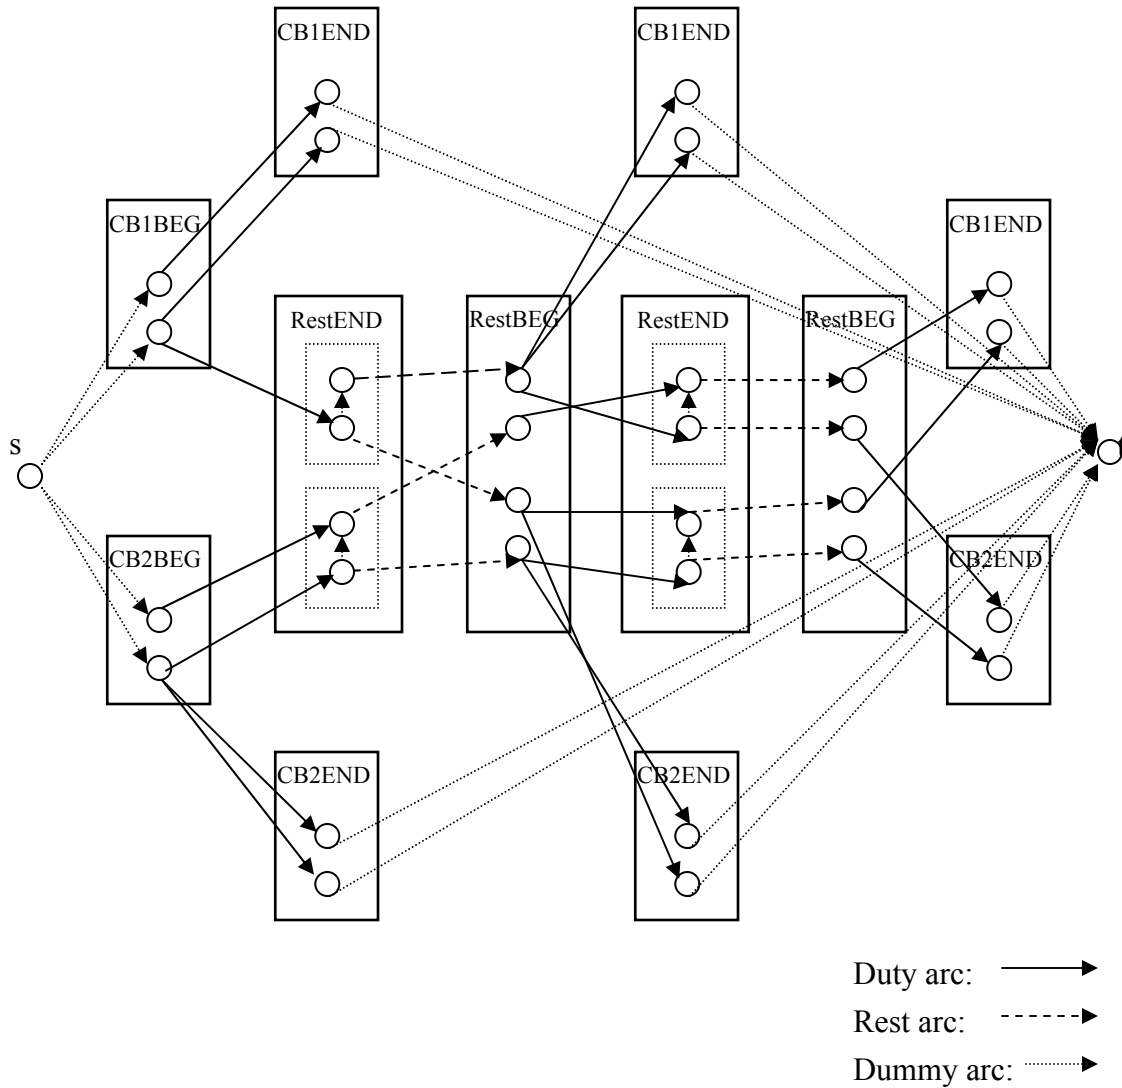 CB1END
CB1END
CB1BEG
CB1END
RestEND
RestBEG
RestEND
RestBEG
s
CB2BEG
CB2END
CB2END
CB2END
Duty arc:
Rest arc:
Dummy arc: